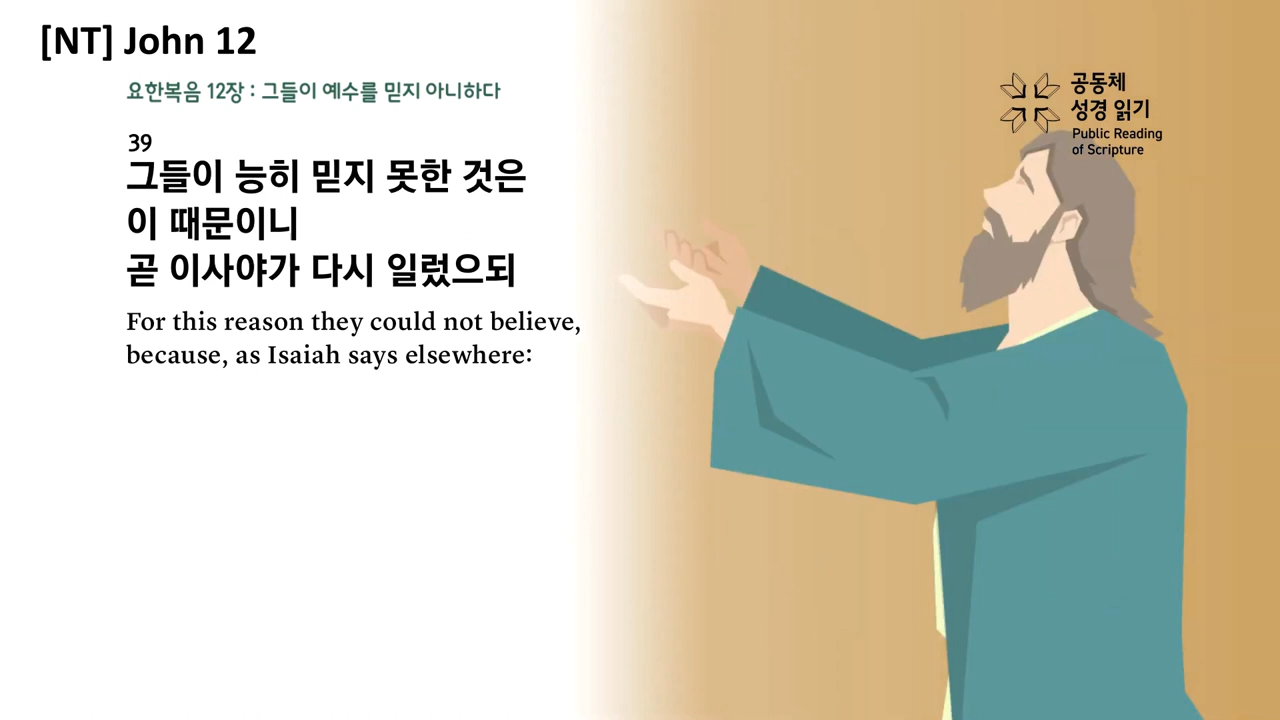 [NT] John 12
요한복음 12장 : 그들이 예수를 믿지 아니하다
39
그들이 능히 믿지 못한 것은
이 때문이니
곧 이사야가 다시 일렀으되
For this reason they could not believe,
because, as Isaiah says elsewhere:
공동체
성경 읽기
Public Reading
of Scripture